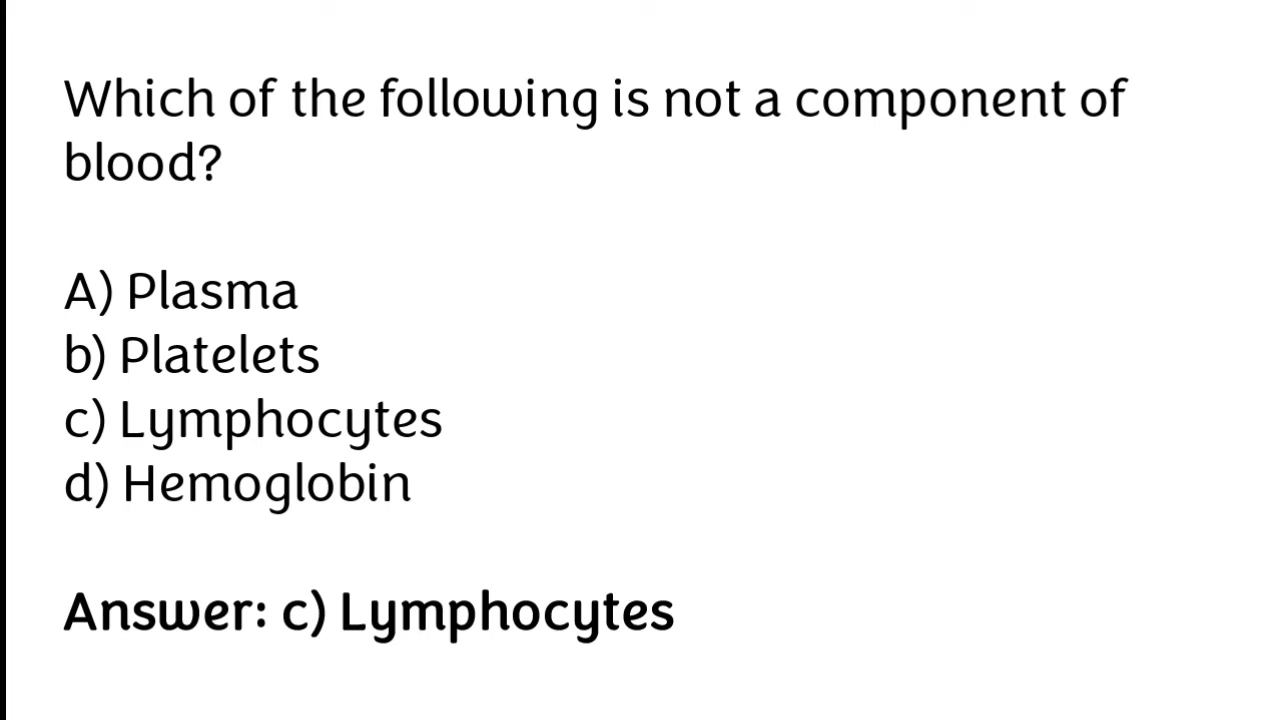 Which of the following is not a component of
blood?
A) Plasma
b) Platelets
c) Lymphocytes
d) Hemoglobin
Answer: c) Lymphocytes